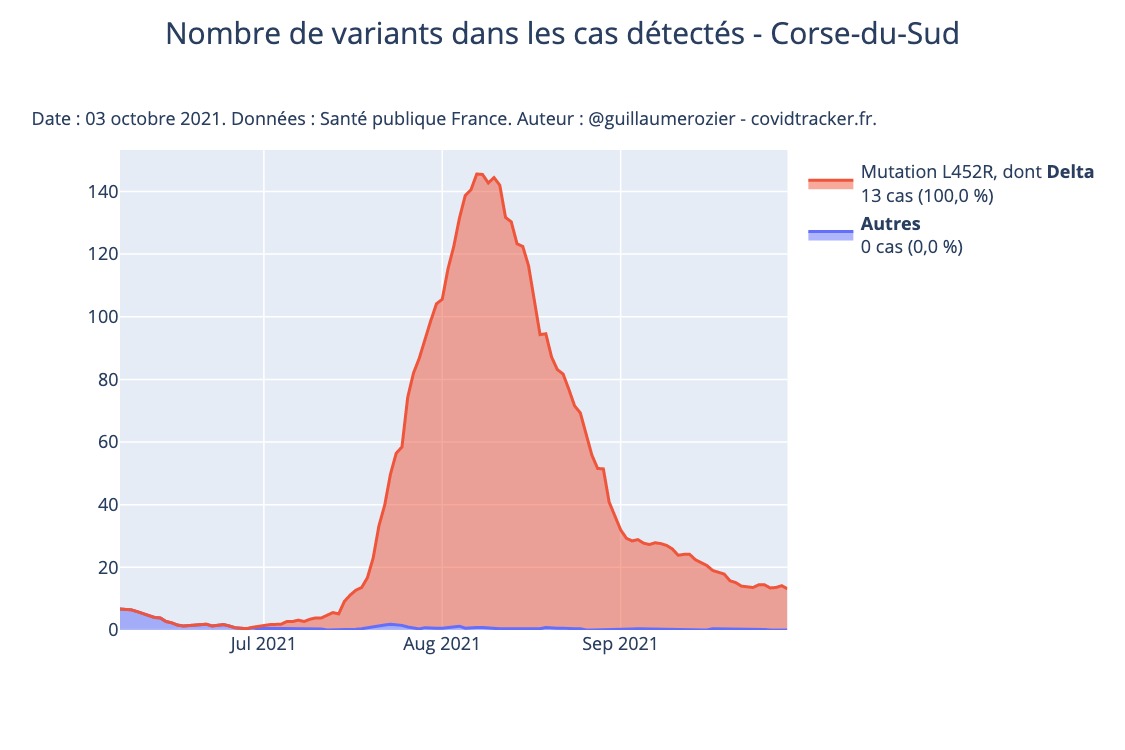 Nombre de variants dans les cas détectés - Corse-du-Sud
Date : 03 octobre 2021. Données : Santé publique France. Auteur : @guillaumerozier - covidtracker.fr.
Mutation L452R, dont Delta
13 cas (100,0 %)
Autres
0 cas (0,0 %)
140
120
100
80
60
40
20
0
Jul 2021
Aug 2021
Sep 2021